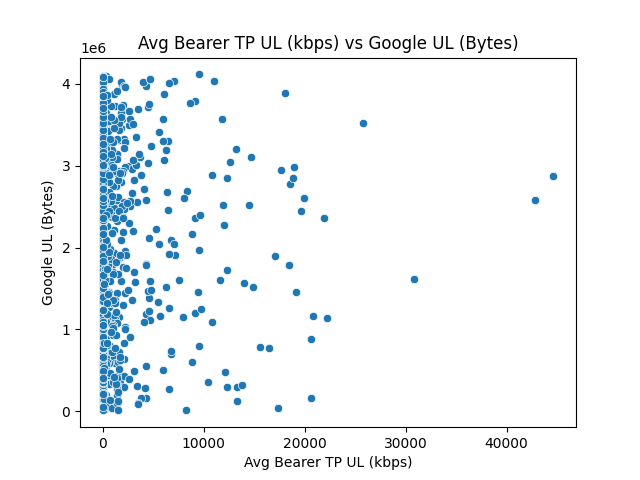 Avg Bearer TP UL (kbps) vs Google UL (Bytes)
1e6
4
3
2
1
0
Google UL (Bytes)
0 10000 20000 30000 40000
Avg Bearer TP UL (kbps)